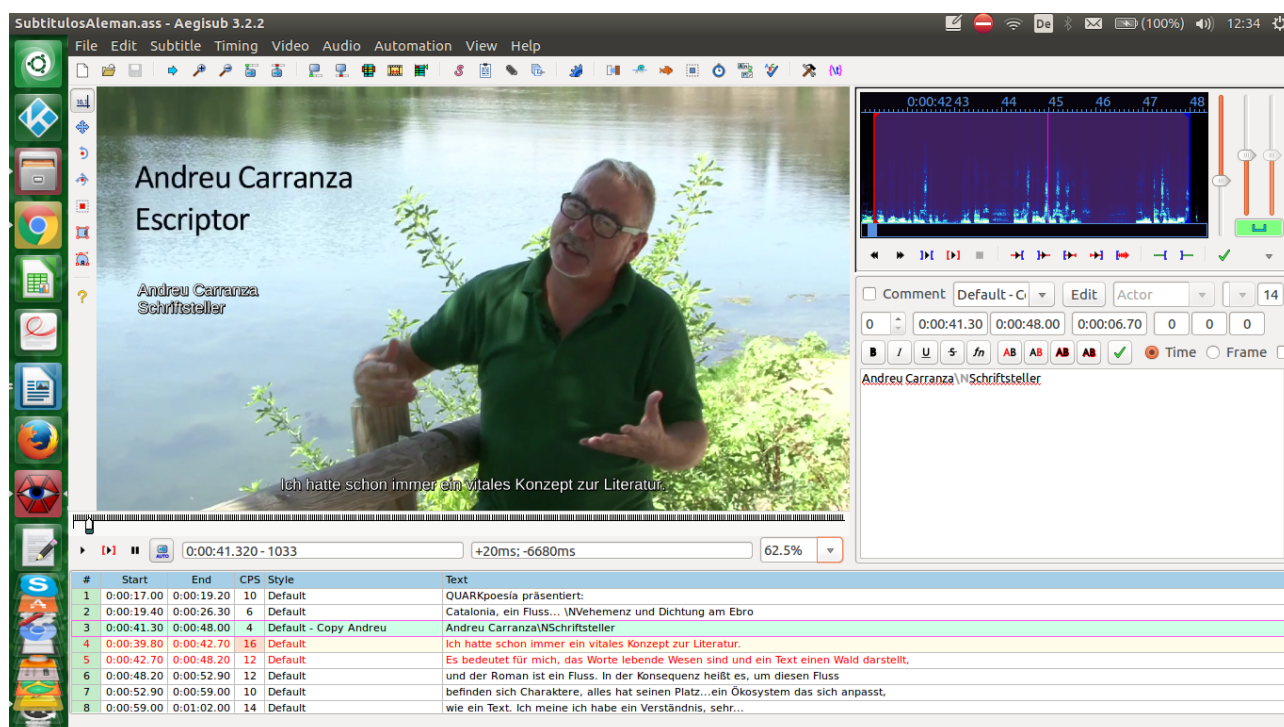 SubtitulosAleman.ass - Aegisub 3.2.2
De
(100%)
12:34
File Edit Subtitle Timing Video Audio Automation View Help
Andreu Carranza
Escriptor
Andreu Carranza
Schriftsteller
Ich hatte schon immer ein vitales Konzept zur Literatur.
0:00:42 43 44 45 46 47 48
Comment Default - C Edit Actor 14
0 0:00:41.30 0:00:48.00 0:00:06.70 0 0 0
B I U S fn AB AB AB AB Time Frame
Andreu Carranza\NSchriftsteller
AUTO 0:00:41.320 - 1033 +20ms; -6680ms 62.5%
# Start End CPS Style Text
1 0:00:17.00 0:00:19.20 10 Default QUARKpoesía präsentiert:
2 0:00:19.40 0:00:26.30 6 Default Catalonia, ein Fluss... \NVehemenz und Dichtung am Ebro
3 0:00:41.30 0:00:48.00 4 Default - Copy Andreu Andreu Carranza\NSchriftsteller
4 0:00:39.80 0:00:42.70 16 Default Ich hatte schon immer ein vitales Konzept zur Literatur.
5 0:00:42.70 0:00:48.20 12 Default Es bedeutet für mich, das Worte lebende Wesen sind und ein Text einen Wald darstellt,
6 0:00:48.20 0:00:52.90 12 Default und der Roman ist ein Fluss. In der Konsequenz heißt es, um diesen Fluss
7 0:00:52.90 0:00:59.00 10 Default befinden sich Charaktere, alles hat seinen Platz...ein Ökosystem das sich anpasst,
8 0:00:59.00 0:01:02.00 14 Default wie ein Text. Ich meine ich habe ein Verständnis, sehr...